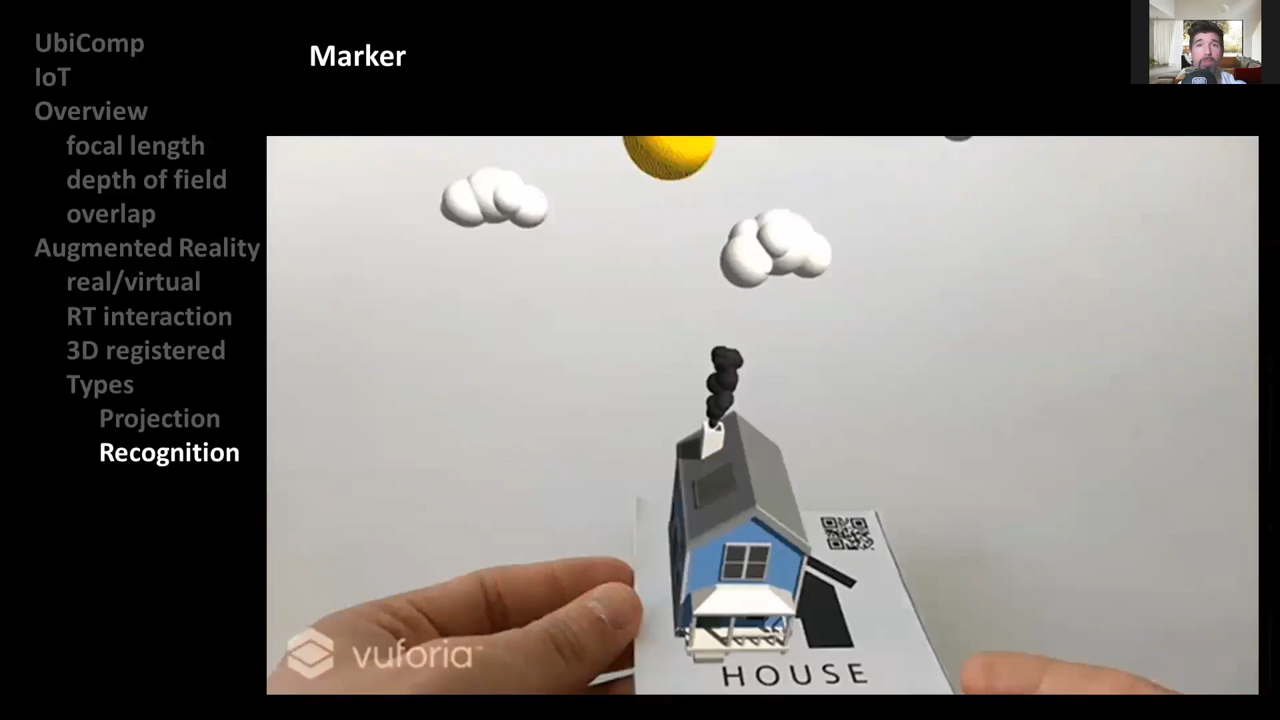 UbiComp
IoT
Overview
focal length
depth of field
overlap
Augmented Reality
real/virtual
RT interaction
3D registered
Types
Projection
Recognition
Marker
vuforia™
HOUSE